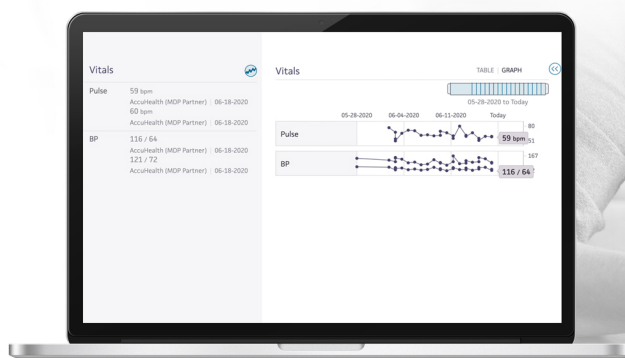 Vitals
Pulse
59 bpm
AccuHealth (MDP Partner) | 06-18-2020
60 bpm
AccuHealth (MDP Partner) | 06-18-2020
BP
116 / 64
AccuHealth (MDP Partner) | 06-18-2020
121 / 72
AccuHealth (MDP Partner) | 06-18-2020
Vitals
TABLE | GRAPH
05-28-2020 to Today
05-28-2020 06-04-2020 06-11-2020 Today
Pulse
80
59 bpm
51
BP
167
116 / 64